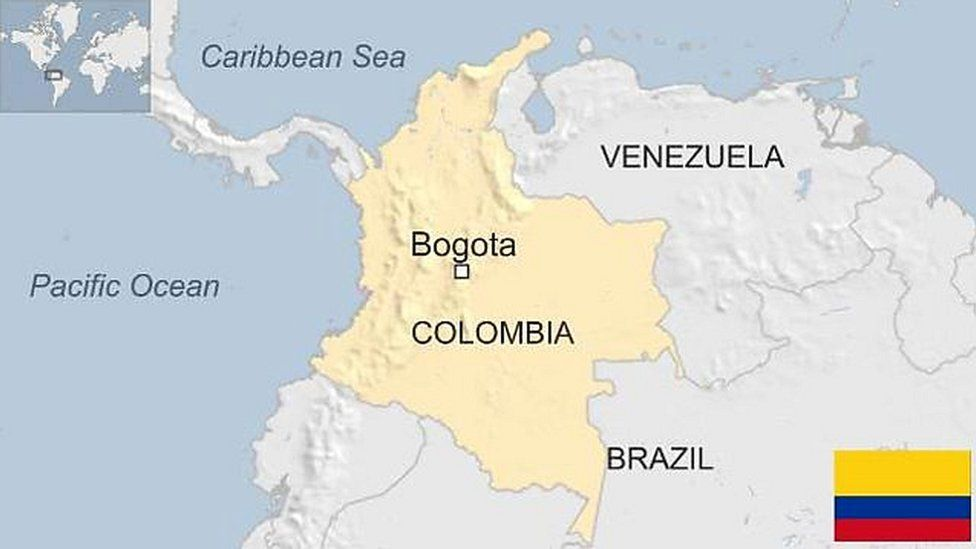 Caribbean Sea
VENEZUELA
Bogota
Pacific Ocean
COLOMBIA
BRAZIL